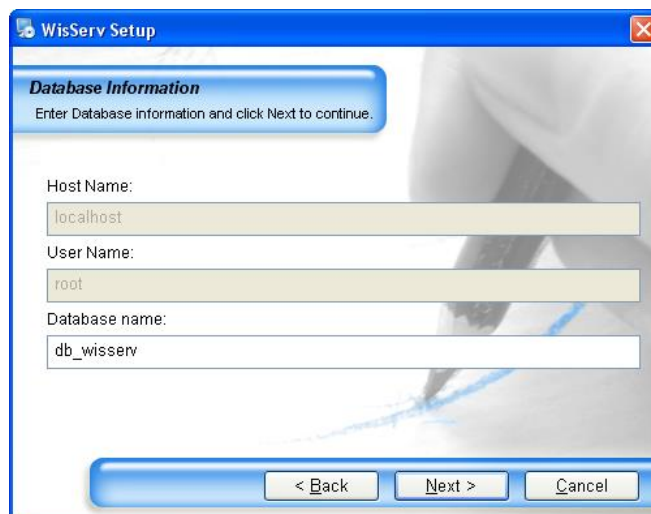 WisServ Setup
Database Information
Enter Database information and click Next to continue.
Host Name:
localhost
User Name:
root
Database name:
db_wisserv
< Back
Next >
Cancel